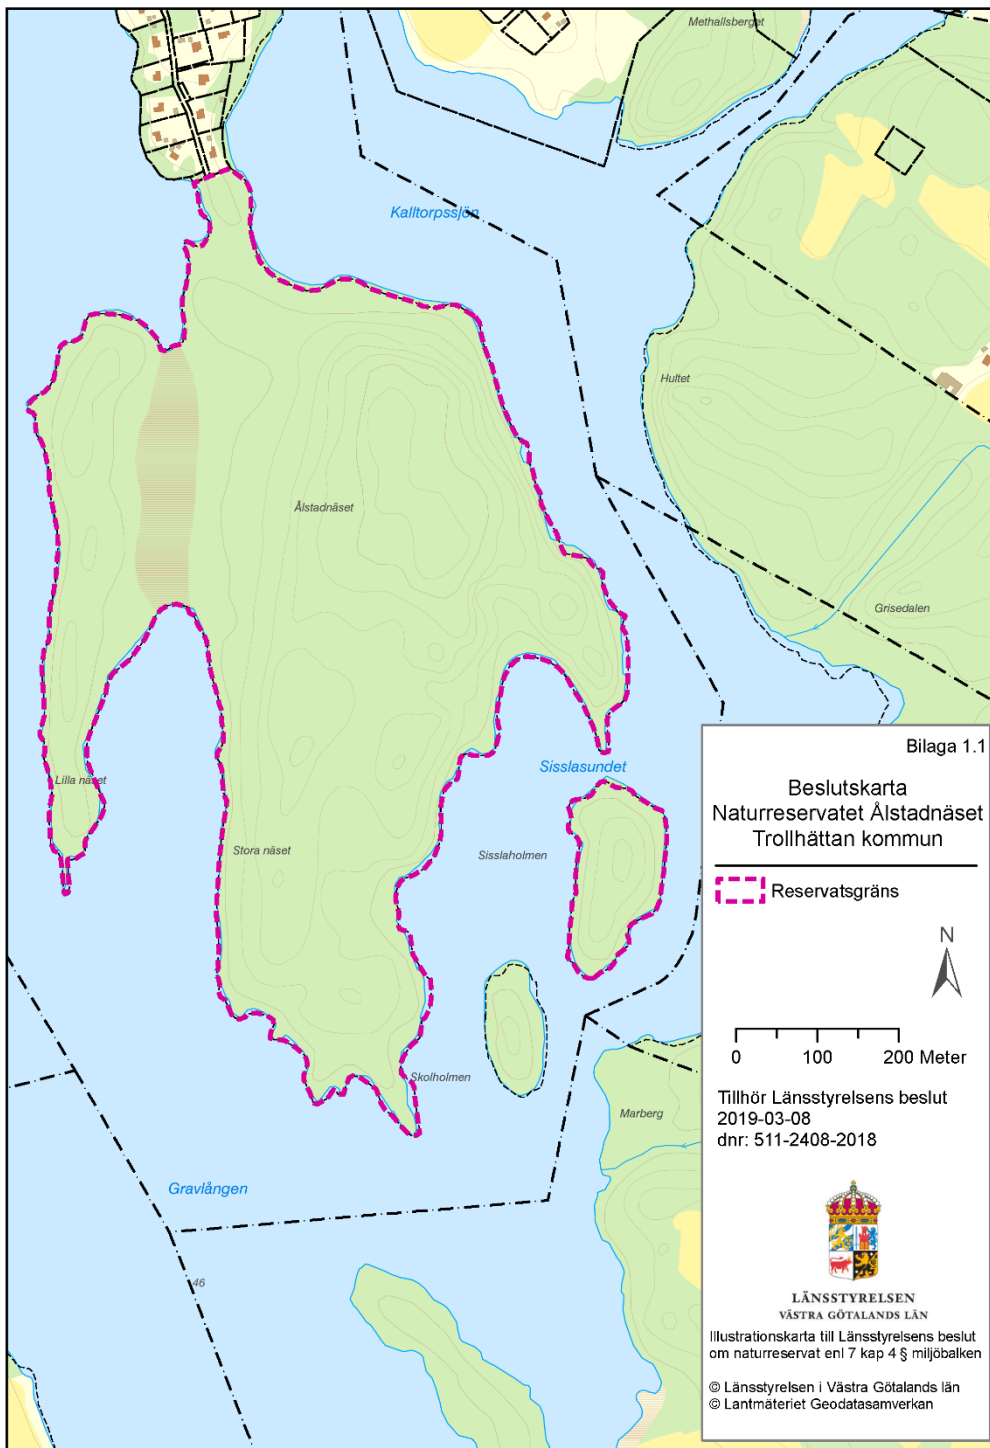 Methallsberget
Kalltorpssjön
Hultet
Ålstadnäset
Grisedalen
Bilaga 1.1
Beslutskarta
Naturreservatet Ålstadnäset
Trollhättan kommun
Reservatsgräns
Sisslasundet
Lilla näset
Stora näset
Sisslaholmen
N
0 100 200 Meter
Skolholmen
Tillhör Länsstyrelsens beslut
2019-03-08
dnr: 511-2408-2018
Marberg
Gravlången
46
LÄNSSTYRELSEN
VÄSTRA GÖTALANDS LÄN
Illustrationskarta till Länsstyrelsens beslut
om naturreservat enl 7 kap 4 § miljöbalken
© Länsstyrelsen i Västra Götalands län
© Lantmäteriet Geodatasamverkan